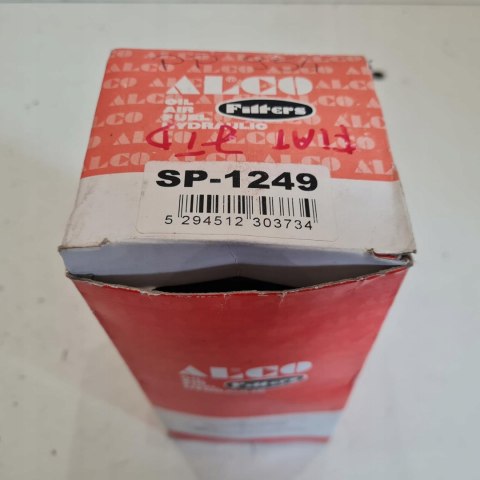 ALCO
OIL
AIR
FUEL
HYDRAULIC
Filters
FIAT JTD
SP-1249
5 294512 303734
ALCO
Filters